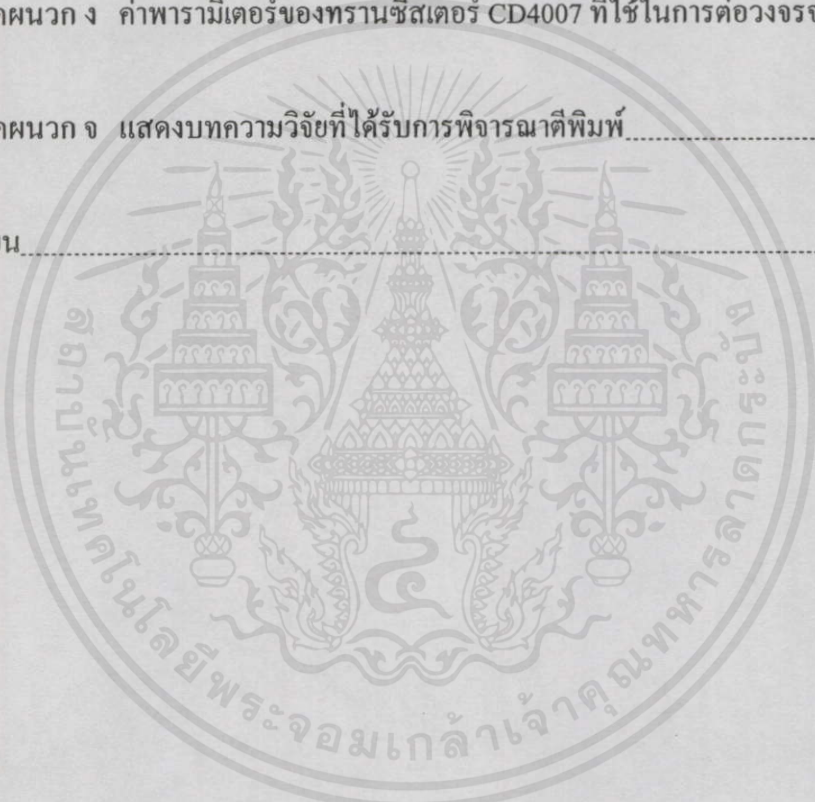 ผนวก ง ค่าพารามิเตอร์ของทรานซิสเตอร์ CD4007 ที่ใช้ในการต่อวงจร
ผนวก จ แสดงบทความวิจัยที่ได้รับการพิจารณาตีพิมพ์
สถาบันเทคโนโลยีพระจอมเกล้าเจ้าคุณทหารลาดกระบัง
๔